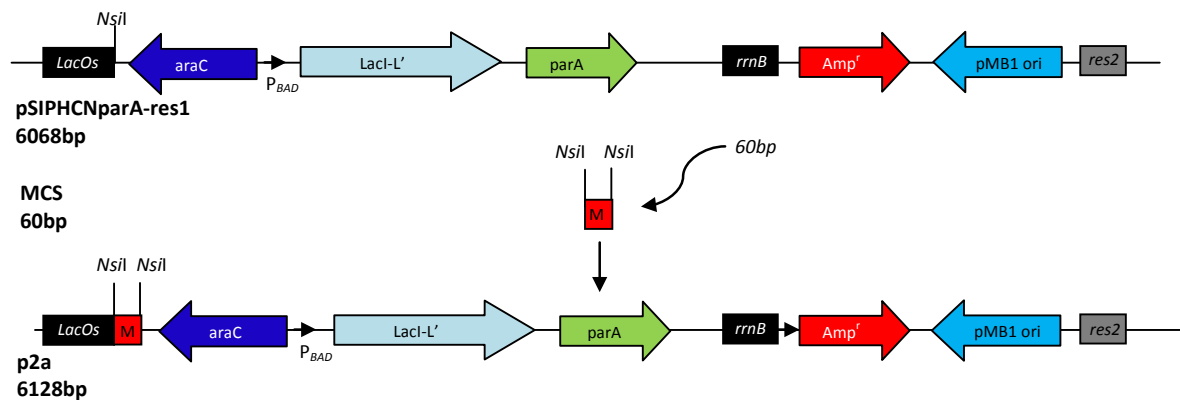 NsiI
LacOs araC P_BAD LacI-L' parA rrnB Amp^r pMB1 ori res2
pSIPHCNparA-res1
6068bp
NsiI NsiI 60bp
MCS
60bp
M
NsiI NsiI
LacOs M araC P_BAD LacI-L' parA rrnB Amp^r pMB1 ori res2
p2a
6128bp